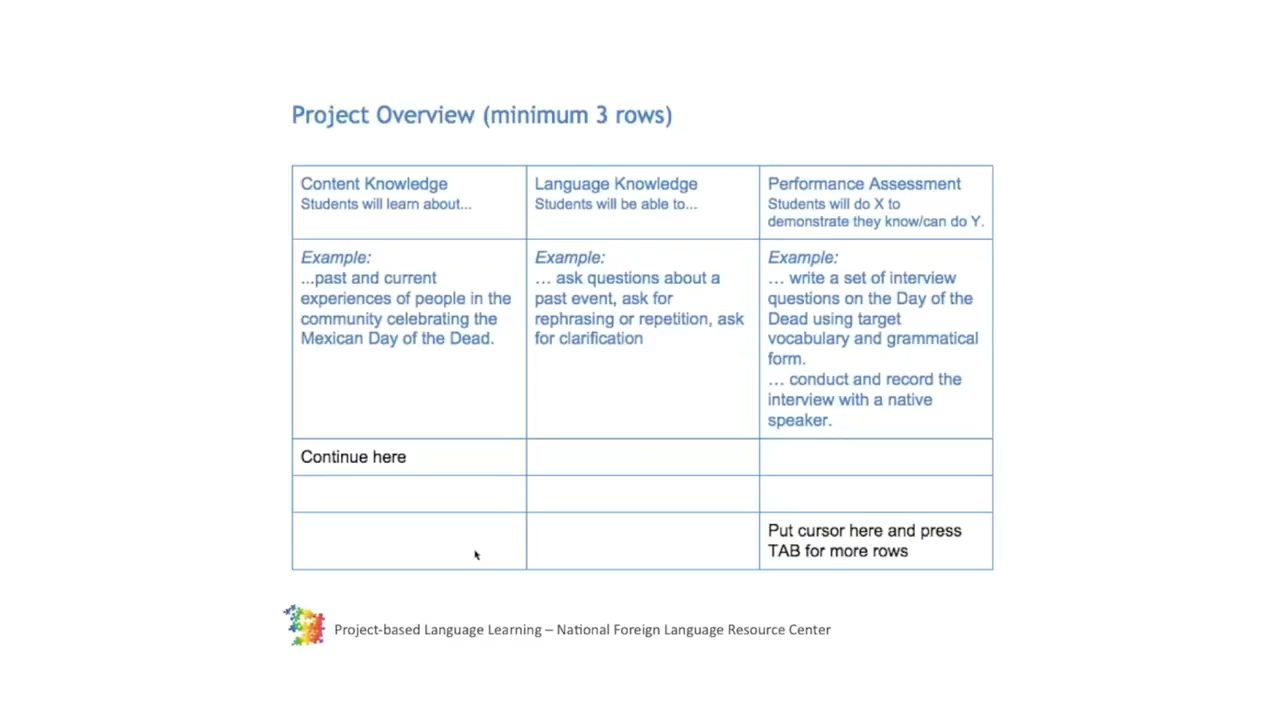 Project Overview (minimum 3 rows)
Content Knowledge
Students will learn about...
Language Knowledge
Students will be able to...
Performance Assessment
Students will do X to
demonstrate they know/can do Y.
Example:
...past and current
experiences of people in the
community celebrating the
Mexican Day of the Dead.
Example:
… ask questions about a
past event, ask for
rephrasing or repetition, ask
for clarification
Example:
… write a set of interview
questions on the Day of the
Dead using target
vocabulary and grammatical
form.
… conduct and record the
interview with a native
speaker.
Continue here
Put cursor here and press
TAB for more rows
Project-based Language Learning – National Foreign Language Resource Center